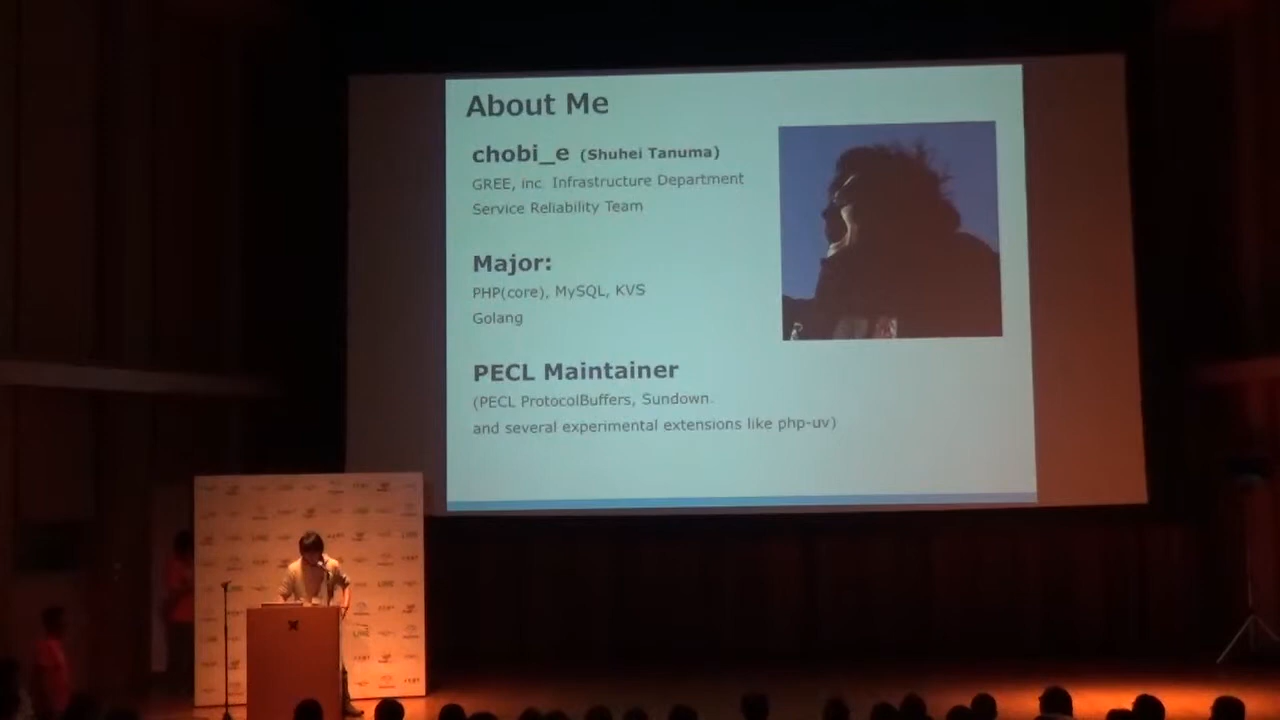 About Me
chobi_e (Shuhei Tanuma)
GREE, inc. Infrastructure Department
Service Reliability Team
Major:
PHP(core), MySQL, KVS
Golang
PECL Maintainer
(PECL ProtocolBuffers, Sundown.
and several experimental extensions like php-uv)